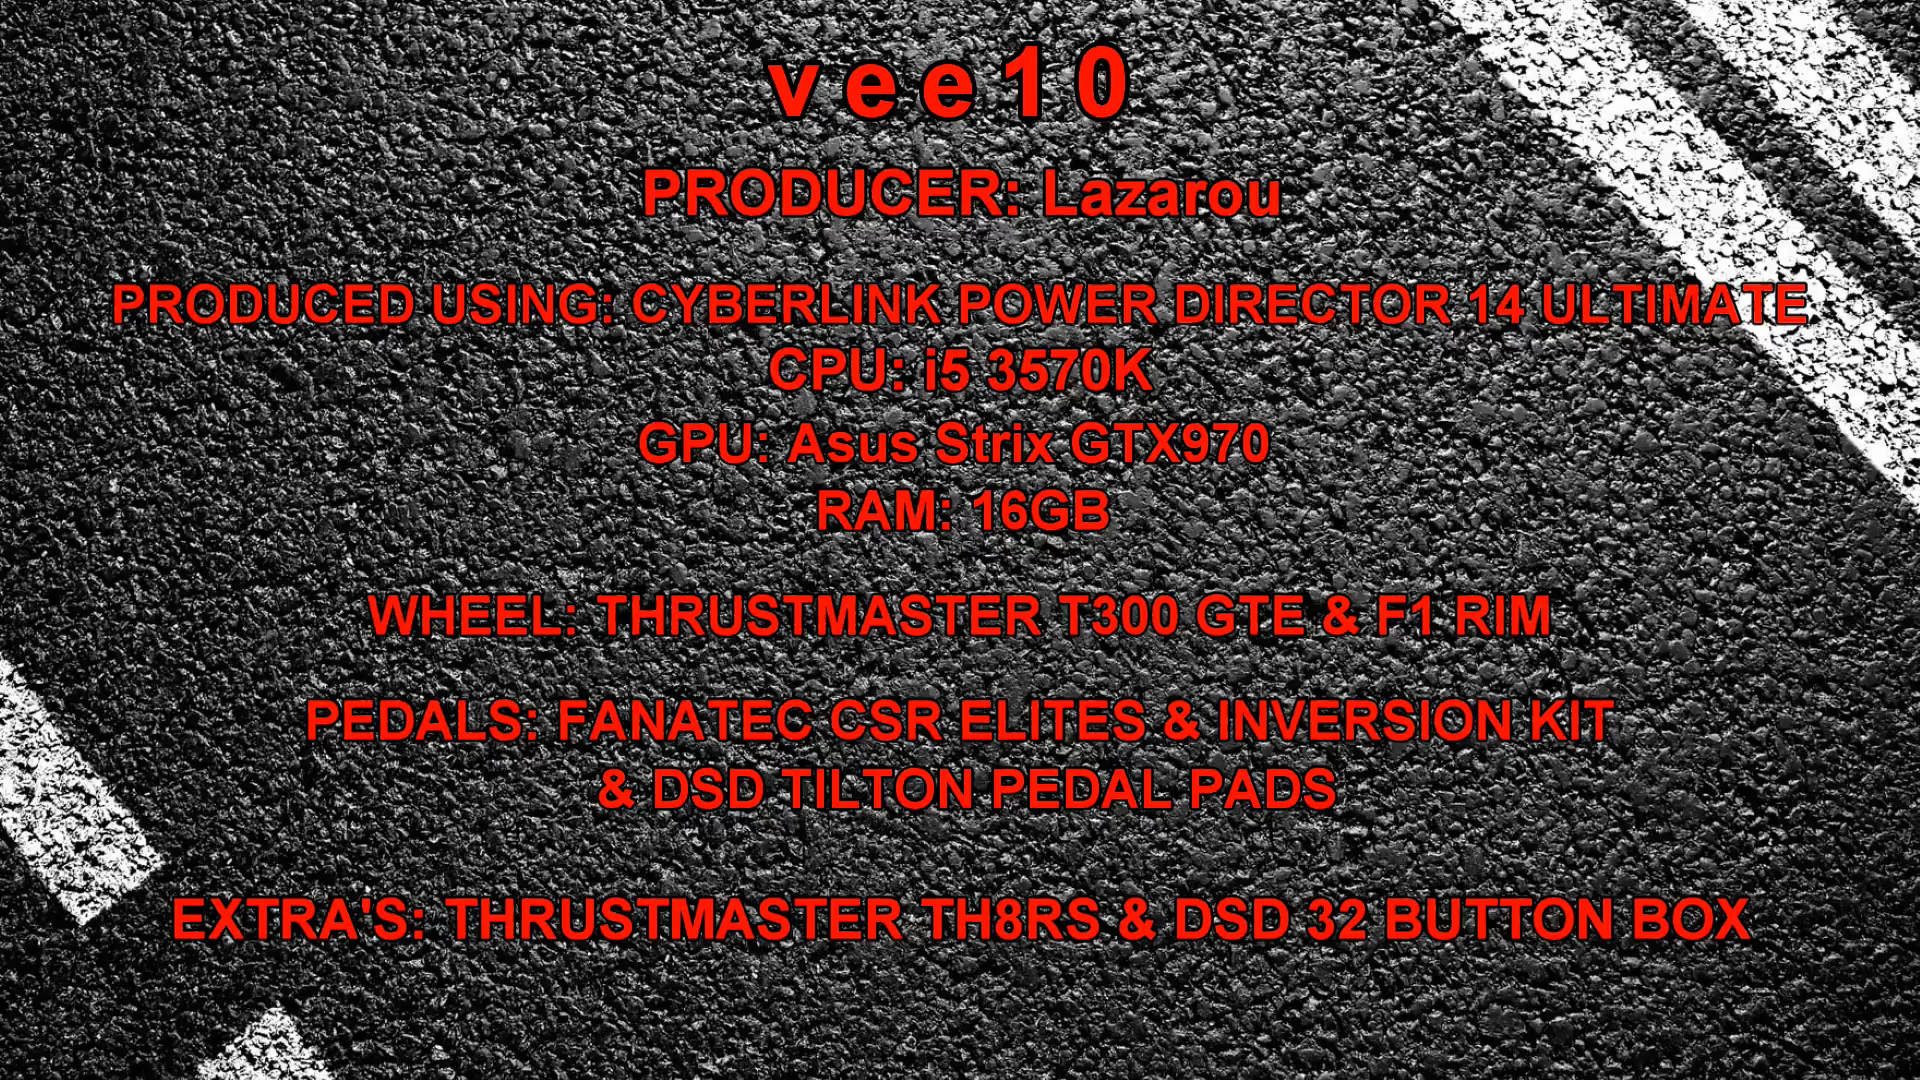 vee10
PRODUCER: Lazarou
PRODUCED USING: CYBERLINK POWER DIRECTOR 14 ULTIMATE
CPU: i5 3570K
GPU: Asus Strix GTX970
RAM: 16GB
WHEEL: THRUSTMASTER T300 GTE & F1 RIM
PEDALS: FANATEC CSR ELITES & INVERSION KIT
& DSD TILTON PEDAL PADS
EXTRA'S: THRUSTMASTER TH8RS & DSD 32 BUTTON BOX